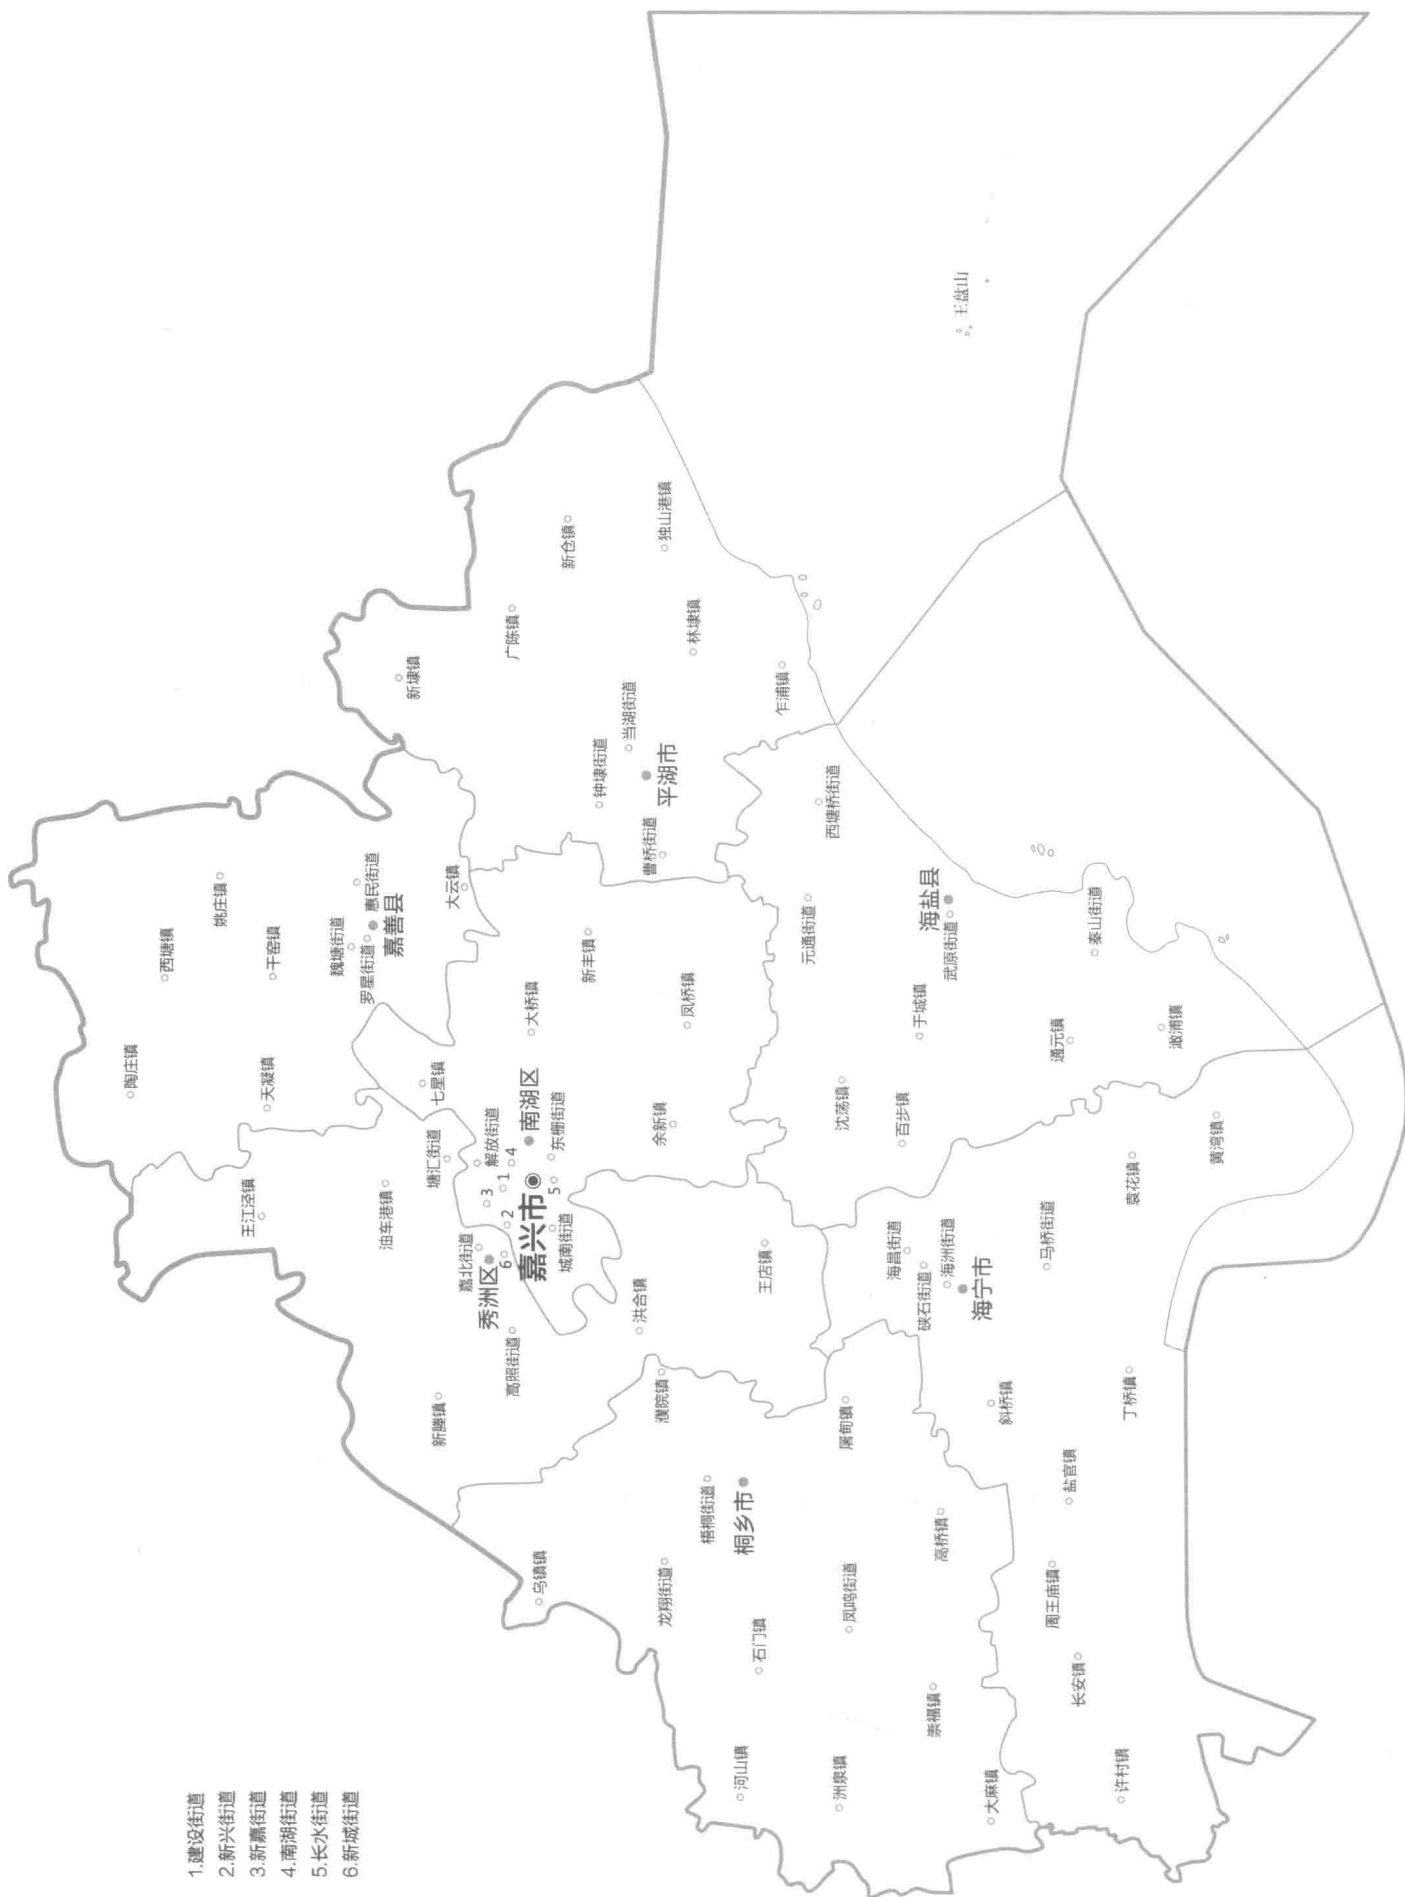 1.建设街道
2.新兴街道
3.新嘉街道
4.南湖街道
5.长水街道
6.新城街道
陶庄镇
西塘镇
姚庄镇
天凝镇
干窑镇
魏塘街道
罗星街道
惠民街道
嘉善县
大云镇
王江泾镇
油车港镇
塘汇街道
七星镇
解放街道
嘉北街道
秀洲区
高照街道
新塍镇
3
1
4
2
6
5
嘉兴市
南湖区
东栅街道
城南街道
大桥镇
新丰镇
凤桥镇
余新镇
洪合镇
王店镇
新埭镇
广陈镇
新仓镇
独山港镇
林埭镇
当湖街道
钟埭街道
平湖市
曹桥街道
乍浦镇
王盘山
西塘桥街道
元通街道
海盐县
武原街道
于城镇
沈荡镇
百步镇
秦山街道
通元镇
澉浦镇
乌镇镇
濮院镇
梧桐街道
桐乡市
龙翔街道
石门镇
河山镇
洲泉镇
凤鸣街道
屠甸镇
高桥镇
崇福镇
大麻镇
海昌街道
硖石街道
海洲街道
海宁市
马桥街道
袁花镇
黄湾镇
斜桥镇
丁桥镇
盐官镇
周王庙镇
长安镇
许村镇